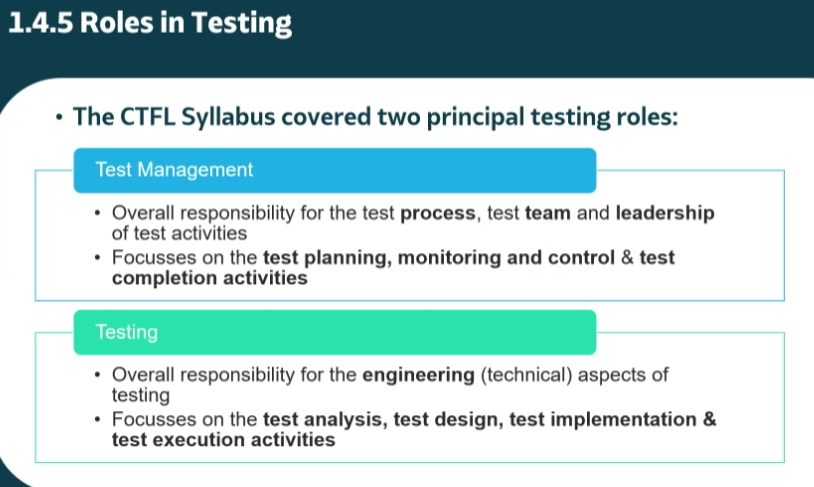 1.4.5 Roles in Testing
• The CTFL Syllabus covered two principal testing roles:
Test Management
• Overall responsibility for the test process, test team and leadership
of test activities
• Focusses on the test planning, monitoring and control & test
completion activities
Testing
• Overall responsibility for the engineering (technical) aspects of
testing
• Focusses on the test analysis, test design, test implementation &
test execution activities